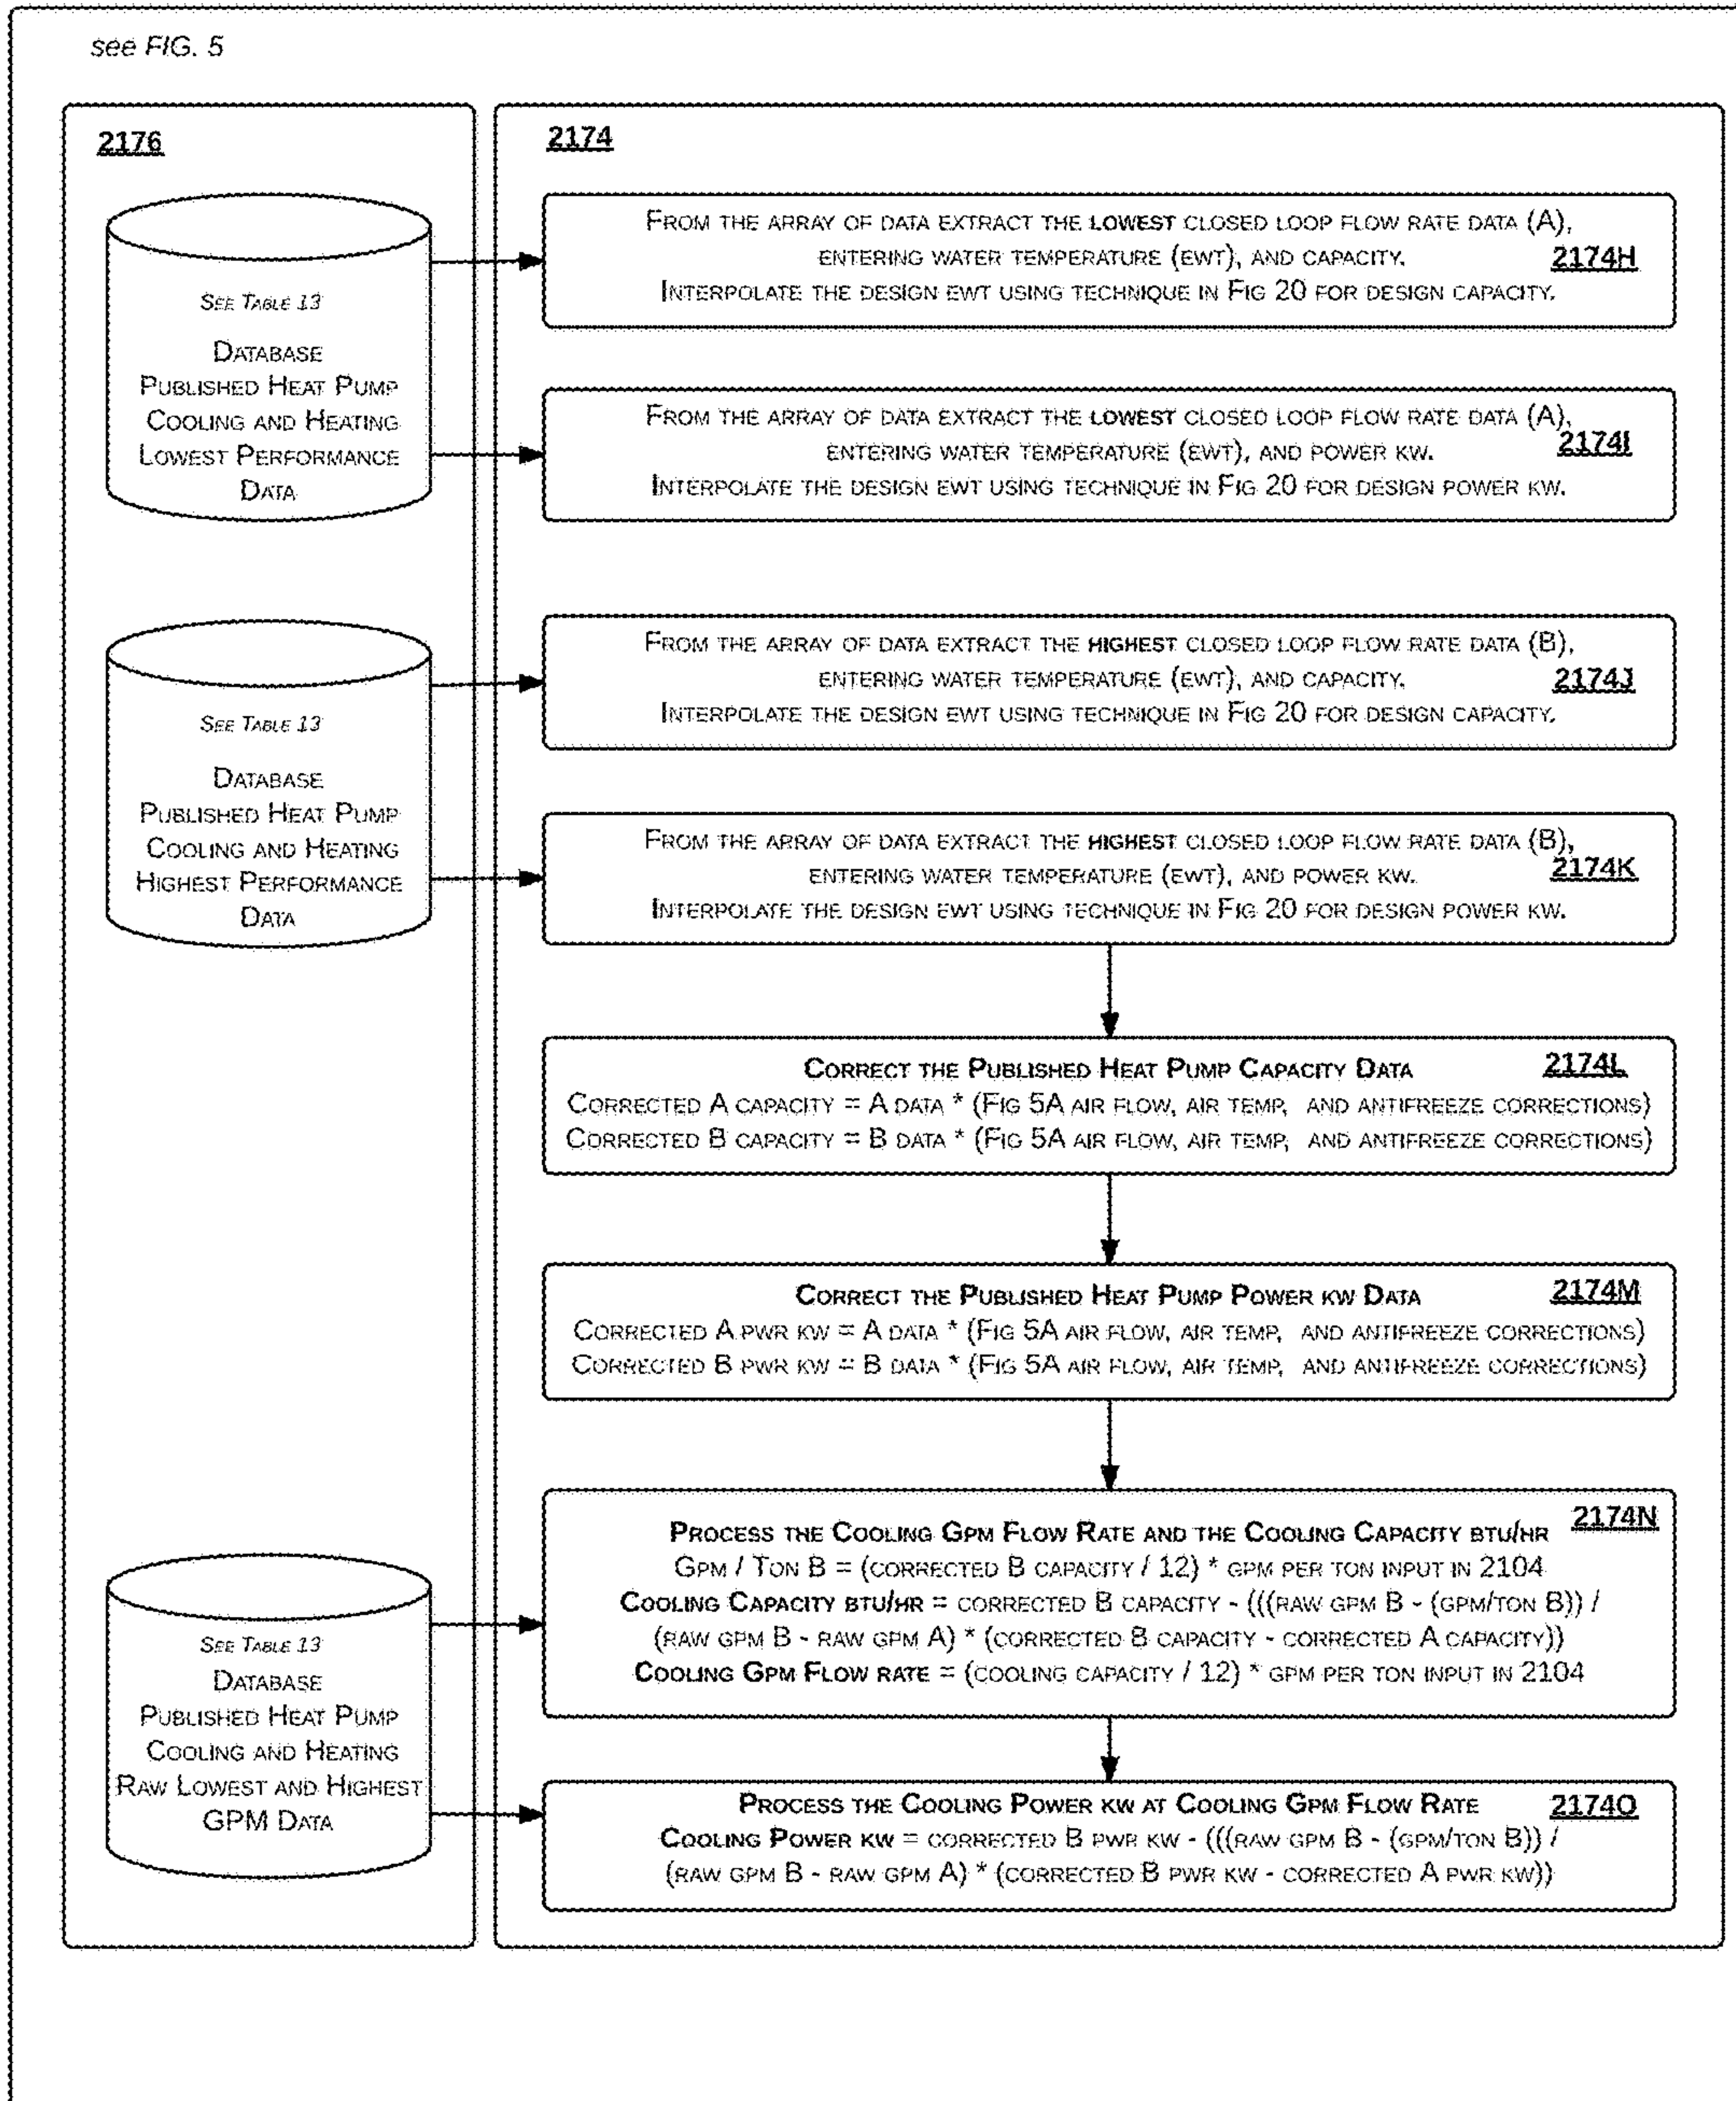 see FIG. 5
2176
See Table 13
Database
Published Heat Pump
Cooling and Heating
Lowest Performance
Data
See Table 13
Database
Published Heat Pump
Cooling and Heating
Highest Performance
Data
See Table 13
Database
Published Heat Pump
Cooling and Heating
Raw Lowest and Highest
GPM Data
2174
From the array of data extract the lowest closed loop flow rate data (A),
entering water temperature (ewt), and capacity.
2174H
Interpolate the design ewt using technique in Fig 20 for design capacity.
From the array of data extract the lowest closed loop flow rate data (A),
entering water temperature (ewt), and power kw.
2174I
Interpolate the design ewt using technique in Fig 20 for design power kw.
From the array of data extract the highest closed loop flow rate data (B),
entering water temperature (ewt), and capacity.
2174J
Interpolate the design ewt using technique in Fig 20 for design capacity.
From the array of data extract the highest closed loop flow rate data (B),
entering water temperature (ewt), and power kw.
2174K
Interpolate the design ewt using technique in Fig 20 for design power kw.
Correct the Published Heat Pump Capacity Data
2174L
Corrected A capacity = A data * (Fig 5A air flow, air temp, and antifreeze corrections)
Corrected B capacity = B data * (Fig 5A air flow, air temp, and antifreeze corrections)
Correct the Published Heat Pump Power kw Data
2174M
Corrected A pwr kw = A data * (Fig 5A air flow, air temp, and antifreeze corrections)
Corrected B pwr kw = B data * (Fig 5A air flow, air temp, and antifreeze corrections)
2174N
Process the Cooling Gpm Flow Rate and the Cooling Capacity btu/hr
Gpm / Ton B = (corrected B capacity / 12) * gpm per ton input in 2104
Cooling Capacity btu/hr = corrected B capacity - (((raw gpm B - (gpm/ton B)) /
(raw gpm B - raw gpm A) * (corrected B capacity - corrected A capacity))
Cooling Gpm Flow rate = (cooling capacity / 12) * gpm per ton input in 2104
Process the Cooling Power kw at Cooling Gpm Flow Rate
2174O
Cooling Power kw = corrected B pwr kw - (((raw gpm B - (gpm/ton B)) /
(raw gpm B - raw gpm A) * (corrected B pwr kw - corrected A pwr kw))